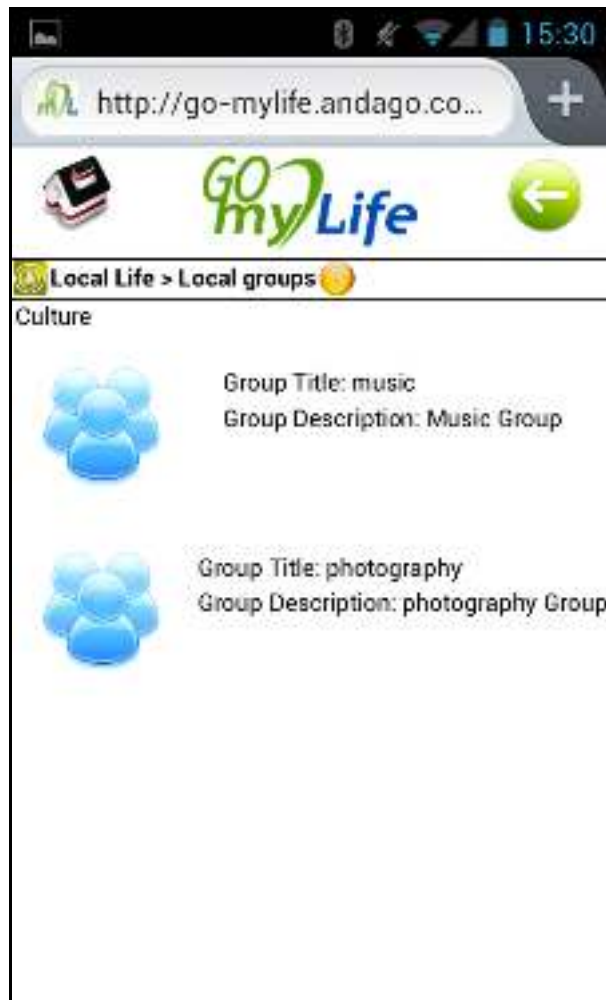 15:30
http://go-mylife.andago.co...
GO
my Life
Local Life > Local groups
Culture
Group Title: music
Group Description: Music Group
Group Title: photography
Group Description: photography Group